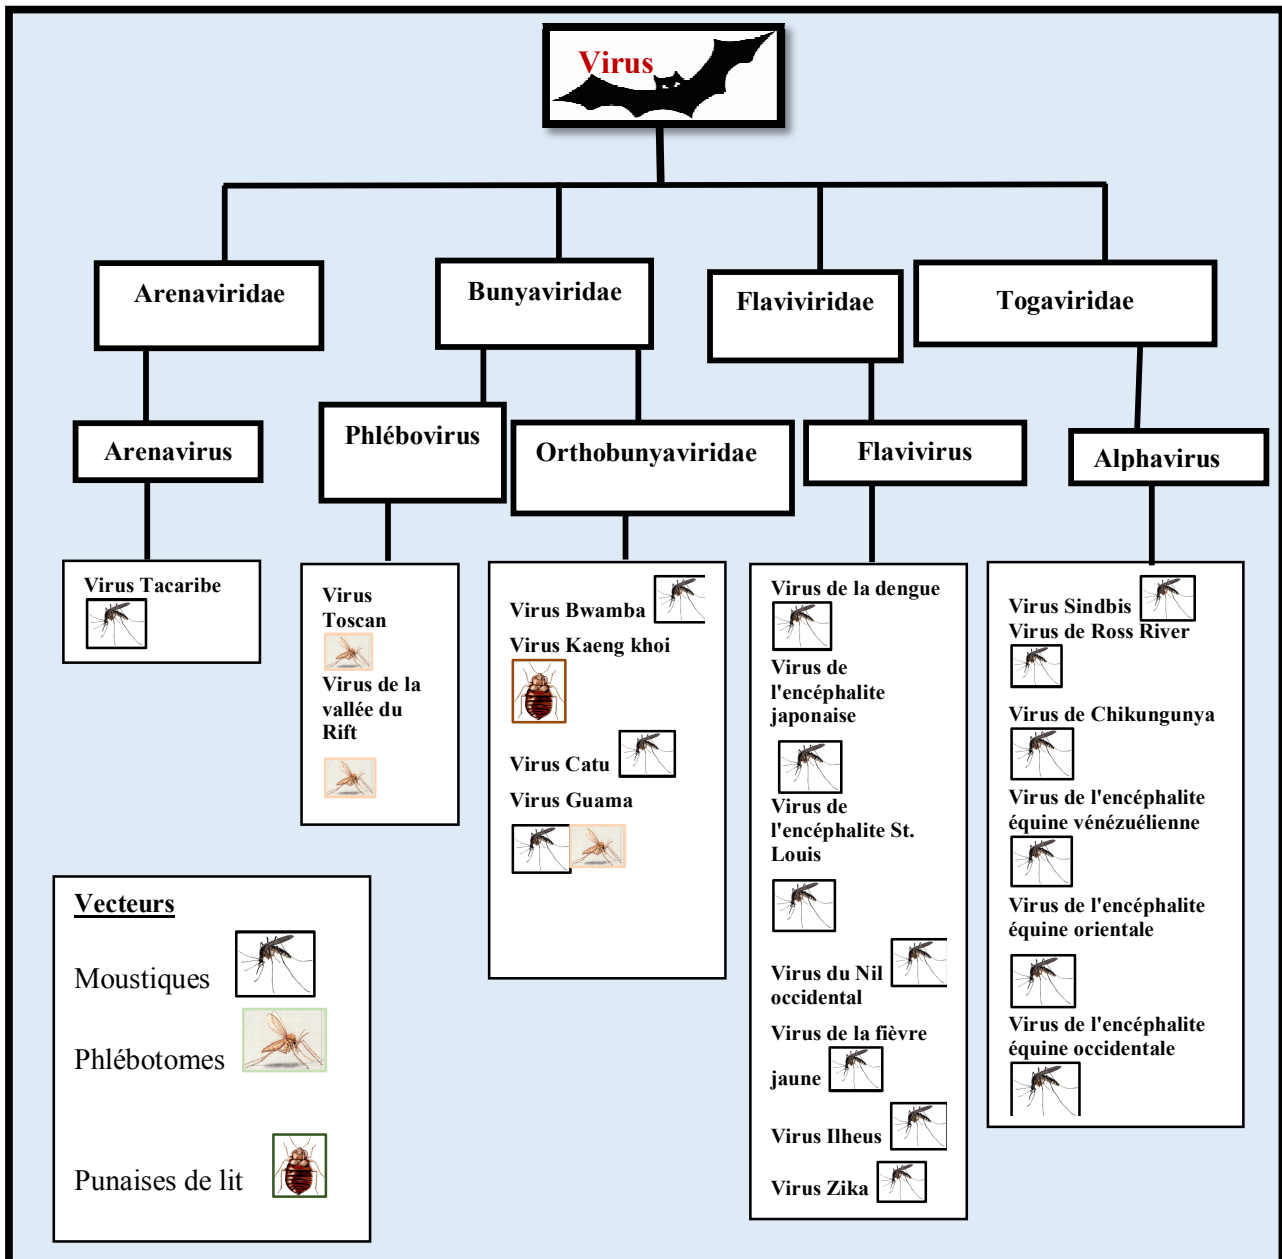 Virus
Arenaviridae
Bunyaviridae
Flaviviridae
Togaviridae
Arenavirus
Phlébovirus
Orthobunyaviridae
Flavivirus
Alphavirus
Virus Tacaribe
Virus
Toscan
Virus de la
vallée du
Rift
Virus Bwamba
Virus Kaeng khoi
Virus Catu
Virus Guama
Virus de la dengue
Virus de
l'encéphalite
japonaise
Virus de
l'encéphalite St.
Louis
Virus du Nil
occidental
Virus de la fièvre
jaune
Virus Ilheus
Virus Zika
Virus Sindbis
Virus de Ross River
Virus de Chikungunya
Virus de l'encéphalite
équine vénézuélienne
Virus de l'encéphalite
équine orientale
Virus de l'encéphalite
équine occidentale
Vecteurs
Moustiques
Phlébotomes
Punaises de lit